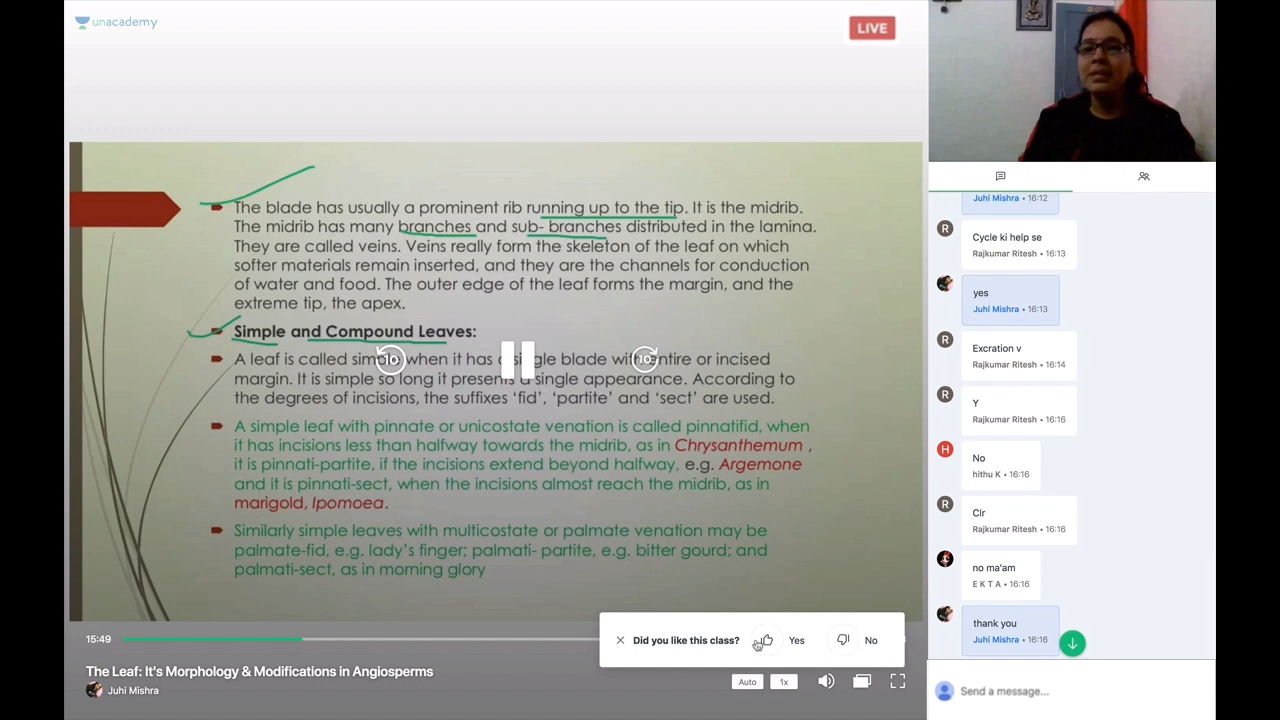 unacademy
LIVE
The blade has usually a prominent rib running up to the tip. It is the midrib.
The midrib has many branches and sub- branches distributed in the lamina.
They are called veins. Veins really form the skeleton of the leaf on which
softer materials remain inserted, and they are the channels for conduction
of water and food. The outer edge of the leaf forms the margin, and the
extreme tip, the apex.
Simple and Compound Leaves:
A leaf is called simple when it has a single blade with entire or incised
margin. It is simple so long it presents a single appearance. According to
the degrees of incisions, the suffixes 'fid', 'partite' and 'sect' are used.
A simple leaf with pinnate or unicostate venation is called pinnatifid, when
it has incisions less than halfway towards the midrib, as in Chrysanthemum ,
it is pinnati-partite, if the incisions extend beyond halfway, e.g. Argemone
and it is pinnati-sect, when the incisions almost reach the midrib, as in
marigold, Ipomoea.
Similarly simple leaves with multicostate or palmate venation may be
palmate-fid, e.g. lady's finger; palmati- partite, e.g. bitter gourd; and
palmati-sect, as in morning glory
10
10
15:49
Did you like this class?
Yes
No
The Leaf: It's Morphology & Modifications in Angiosperms
Juhi Mishra
Auto
1x
Juhi Mishra • 16:12
R
Cycle ki help se
Rajkumar Ritesh • 16:13
yes
Juhi Mishra • 16:13
R
Excration v
Rajkumar Ritesh • 16:14
R
Y
Rajkumar Ritesh • 16:16
H
No
hithu K • 16:16
R
Clr
Rajkumar Ritesh • 16:16
no ma'am
E K T A • 16:16
thank you
Juhi Mishra • 16:16
Send a message...